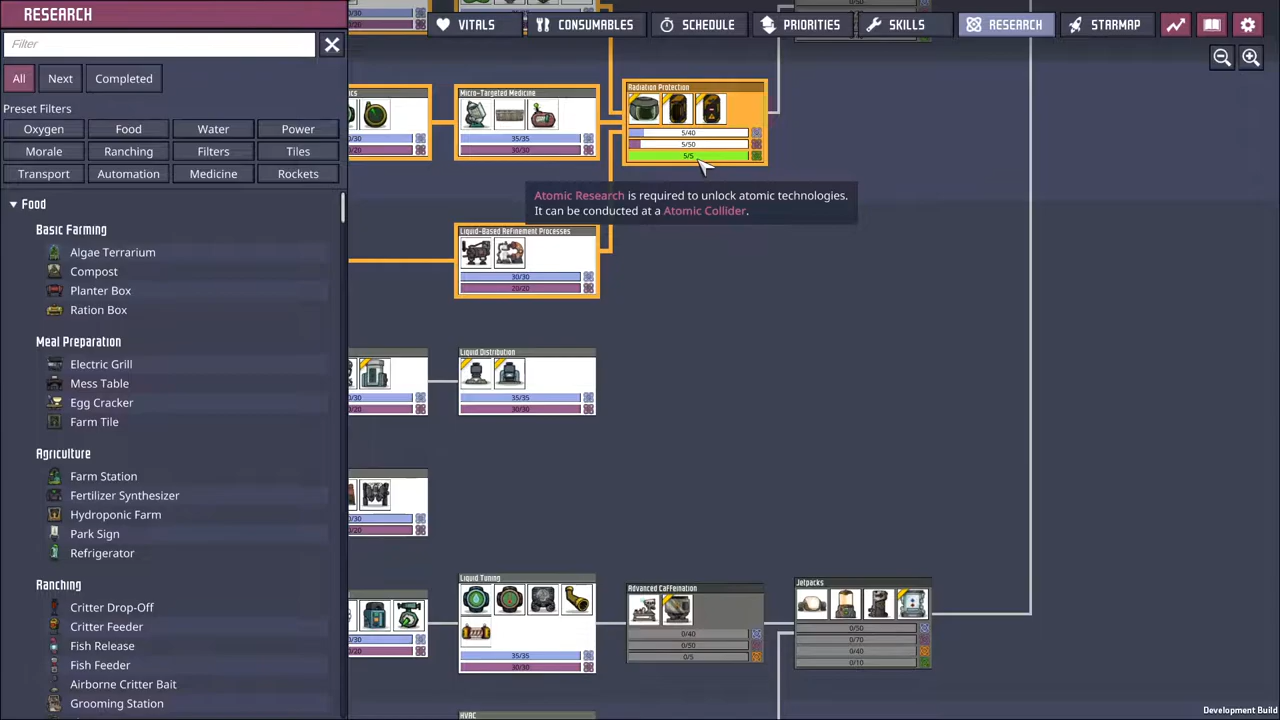 RESEARCH
VITALS
CONSUMABLES
SCHEDULE
PRIORITIES
SKILLS
RESEARCH
STARMAP
Filter
All
Next
Completed
Preset Filters
Oxygen
Food
Water
Power
Morale
Ranching
Filters
Tiles
Transport
Automation
Medicine
Rockets
Food
Basic Farming
Algae Terrarium
Compost
Planter Box
Ration Box
Meal Preparation
Electric Grill
Mess Table
Egg Cracker
Farm Tile
Agriculture
Farm Station
Fertilizer Synthesizer
Hydroponic Farm
Park Sign
Refrigerator
Ranching
Critter Drop-Off
Critter Feeder
Fish Release
Fish Feeder
Airborne Critter Bait
Grooming Station
Micro-Targeted Medicine
35/35
30/30
Radiation Protection
5/40
5/50
5/5
Atomic Research is required to unlock atomic technologies.
It can be conducted at a Atomic Collider.
Liquid-Based Refinement Processes
30/30
20/20
Liquid Distribution
35/35
30/30
Liquid Tuning
35/35
30/30
Advanced Caffeination
0/40
0/50
0/5
Jetpacks
0/50
0/70
0/40
0/10
HVAC
Development Build